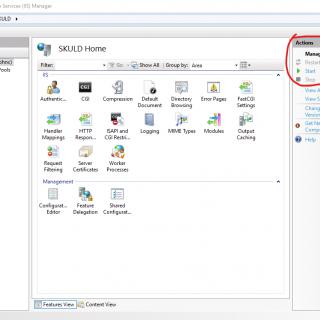 Services (IIS) Manager
SKULD
Actions
SKULD Home
Manage
Filter: Go Show All Group by: Area
Restart
Start
Stop
IIS
Pools
Authentic... CGI Compression Default Document Directory Browsing Error Pages FastCGI Settings
View
View
Change
Version
Handler Mappings HTTP Respon... ISAPI and CGI Restri... Logging MIME Types Modules Output Caching
Get Ne
Compo
Help
Request Filtering Server Certificates Worker Processes
Management
Configurat... Editor Feature Delegation Shared Configurat...
Features View Content View